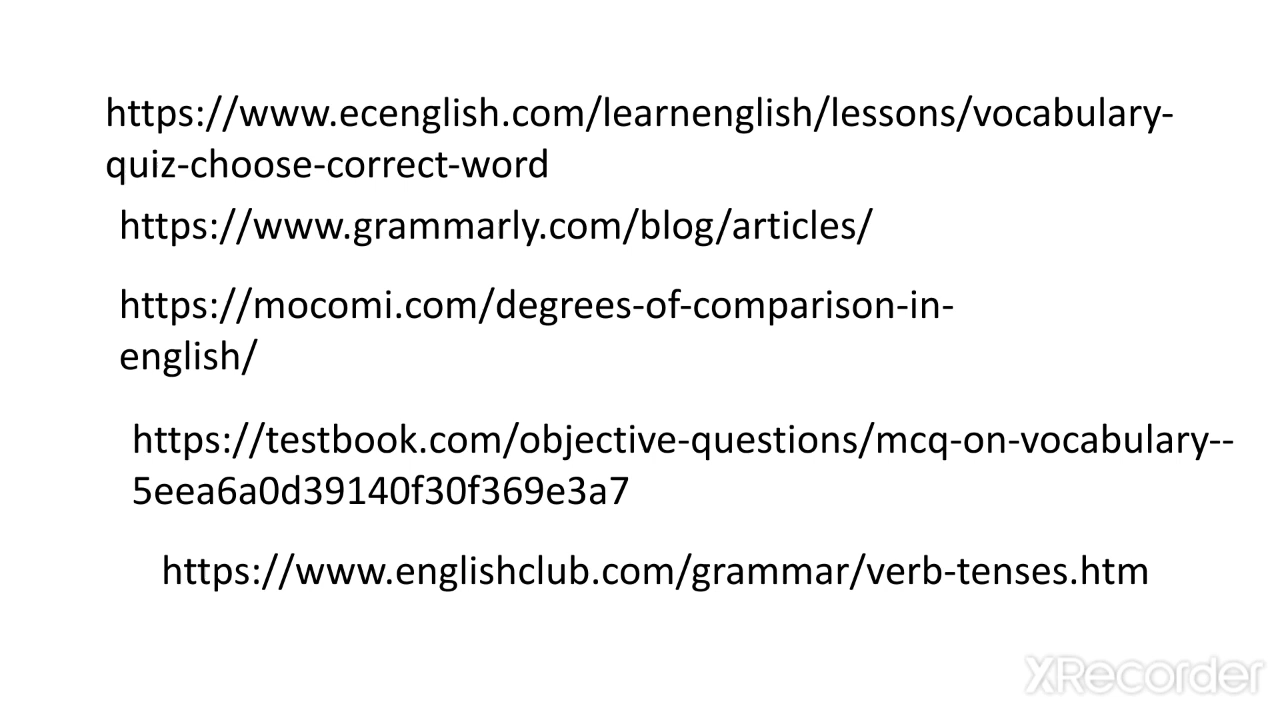 https://www.ecenglish.com/learnenglish/lessons/vocabulary-
quiz-choose-correct-word
https://www.grammarly.com/blog/articles/
https://mocomi.com/degrees-of-comparison-in-
english/
https://testbook.com/objective-questions/mcq-on-vocabulary--
5eea6a0d39140f30f369e3a7
https://www.englishclub.com/grammar/verb-tenses.htm
XRecorder